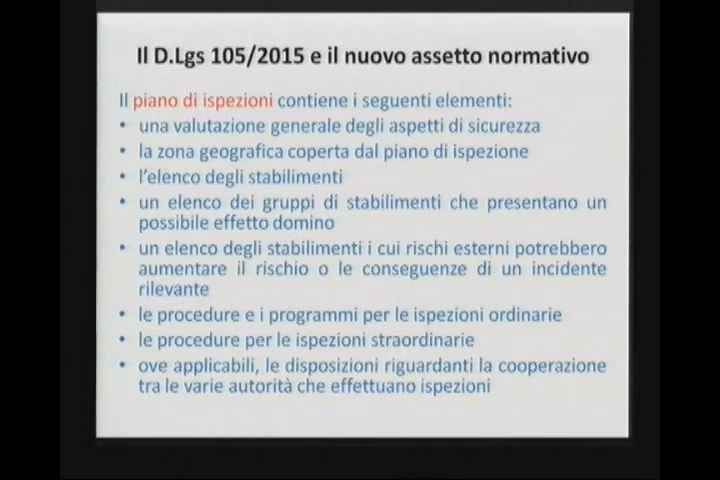 Il D.Lgs 105/2015 e il nuovo assetto normativo
Il piano di ispezioni contiene i seguenti elementi:
• una valutazione generale degli aspetti di sicurezza
• la zona geografica coperta dal piano di ispezione
• l'elenco degli stabilimenti
• un elenco dei gruppi di stabilimenti che presentano un
possibile effetto domino
• un elenco degli stabilimenti i cui rischi esterni potrebbero
aumentare il rischio o le conseguenze di un incidente
rilevante
• le procedure e i programmi per le ispezioni ordinarie
• le procedure per le ispezioni straordinarie
• ove applicabili, le disposizioni riguardanti la cooperazione
tra le varie autorità che effettuano ispezioni